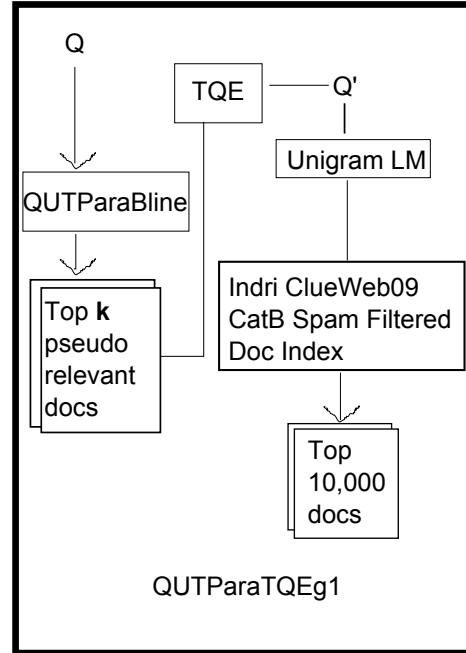 Q
QUTParaBline
Top k
pseudo
relevant
docs
TQE
Q'
Unigram LM
Indri ClueWeb09
CatB Spam Filtered
Doc Index
Top
10,000
docs
QUTParaTQEg1